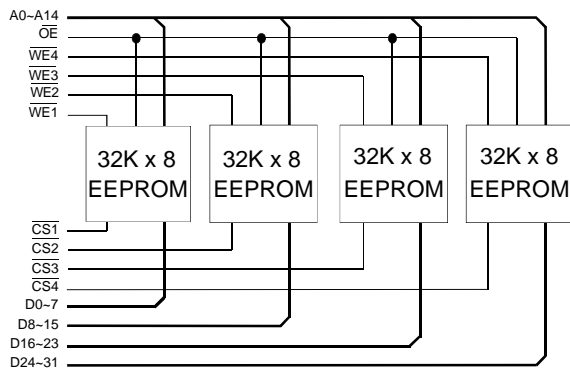 A0~A14
OE
WE4
WE3
WE2
WE1
32K x 8
EEPROM
32K x 8
EEPROM
32K x 8
EEPROM
32K x 8
EEPROM
CS1
CS2
CS3
CS4
D0~7
D8~15
D16~23
D24~31